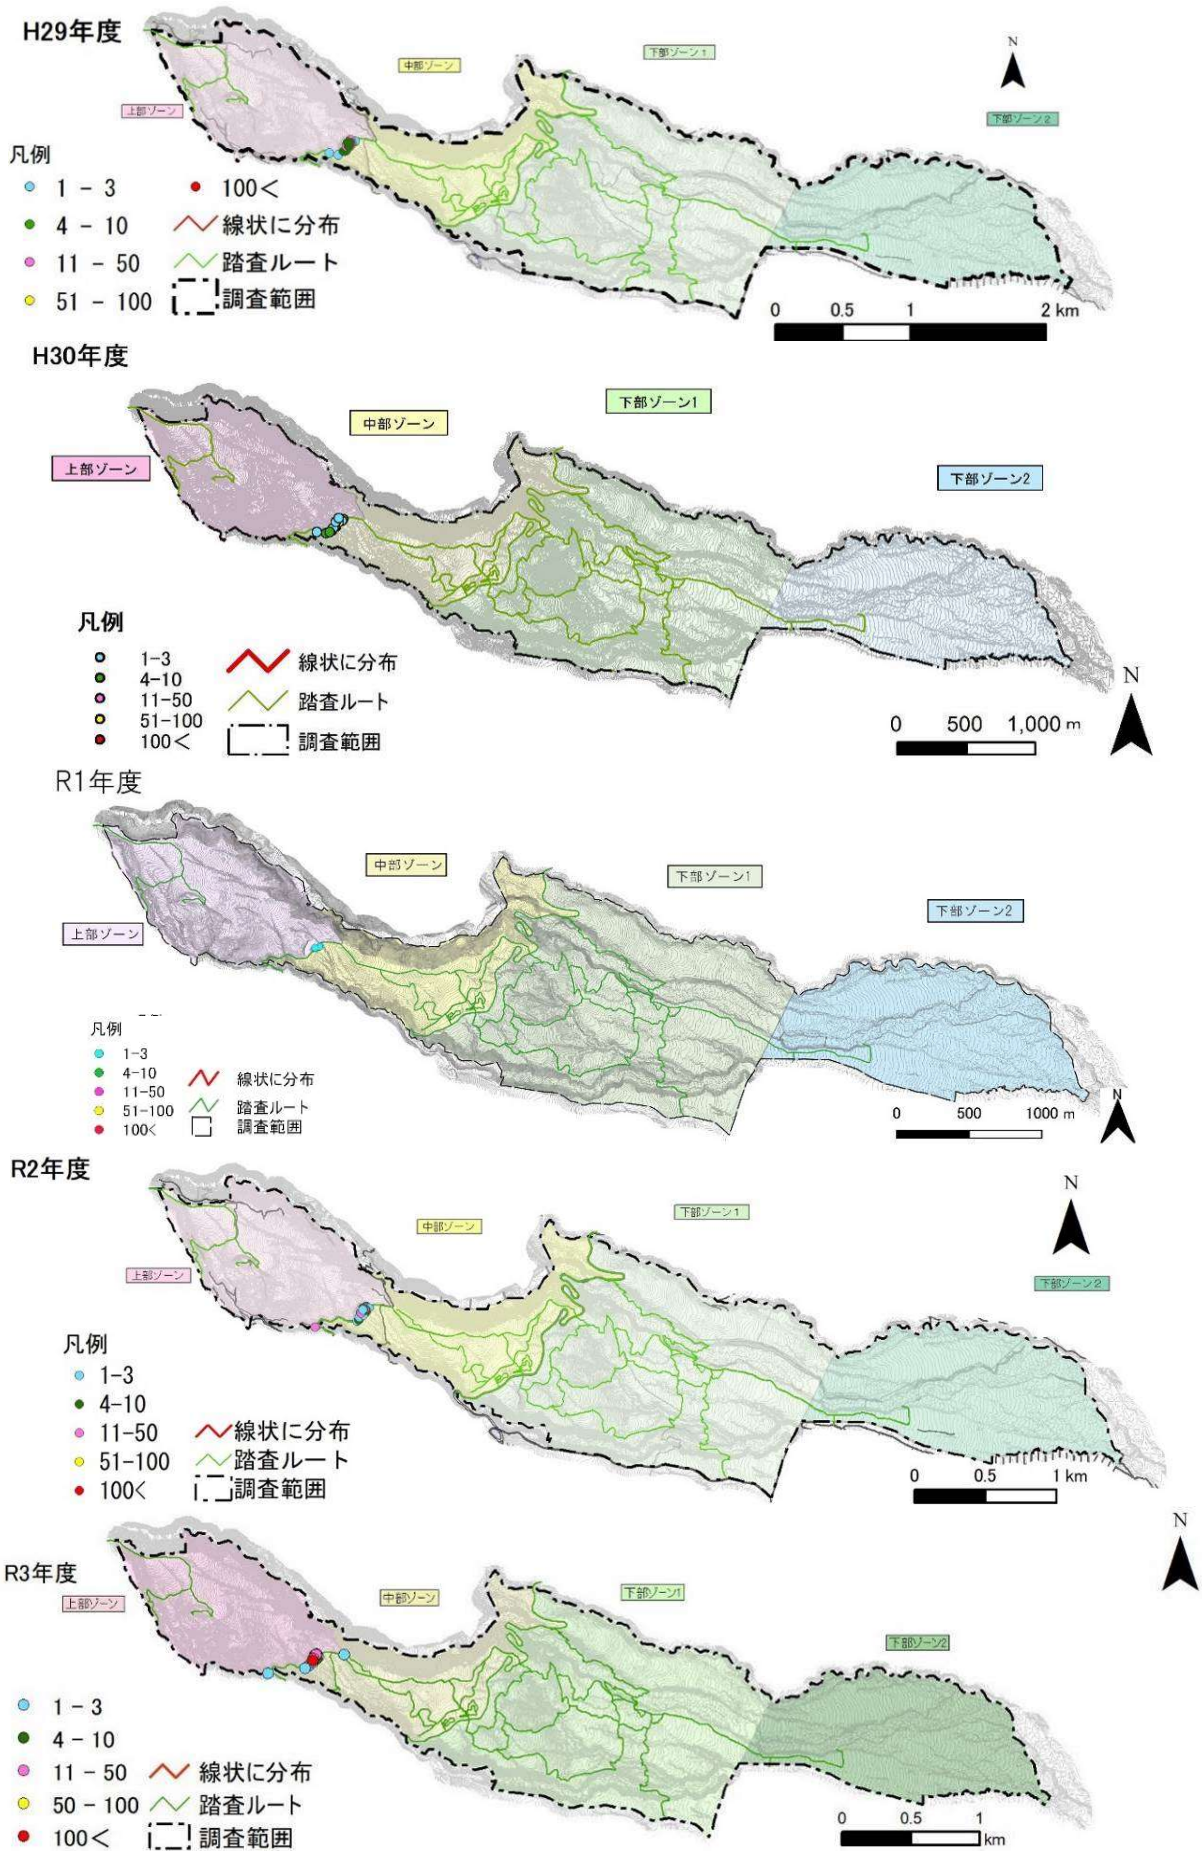 H29年度
下部ゾーン1
N
中部ゾーン
上部ゾーン
下部ゾーン2
凡例
1 - 3
100<
4 - 10
線状に分布
11 - 50
踏査ルート
51 - 100
調査範囲
0 0.5 1 2 km
H30年度
下部ゾーン1
中部ゾーン
上部ゾーン
下部ゾーン2
凡例
1-3
線状に分布
4-10
11-50
踏査ルート
51-100
100<
調査範囲
N
0 500 1,000 m
R1年度
中部ゾーン
下部ゾーン1
下部ゾーン2
上部ゾーン
凡例
1-3
4-10
線状に分布
11-50
51-100
踏査ルート
100<
調査範囲
N
0 500 1000 m
R2年度
N
下部ゾーン1
中部ゾーン
上部ゾーン
下部ゾーン2
凡例
1-3
4-10
11-50
線状に分布
51-100
踏査ルート
100<
調査範囲
0 0.5 1 km
N
R3年度
上部ゾーン
中部ゾーン
下部ゾーン1
下部ゾーン2
1 - 3
4 - 10
11 - 50
線状に分布
50 - 100
踏査ルート
100<
調査範囲
0 0.5 1
km